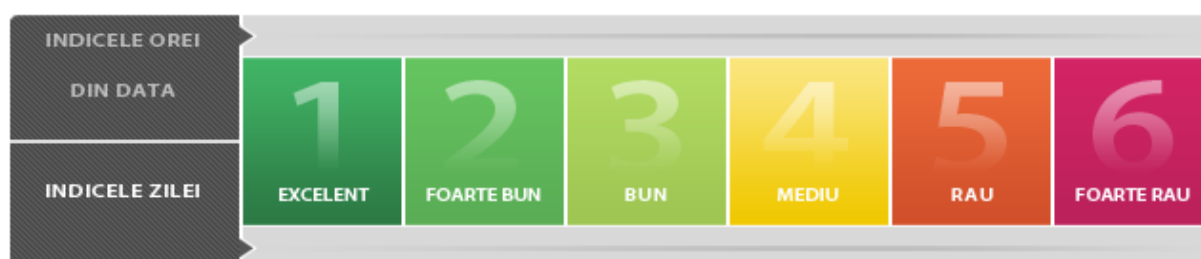 INDICELE OREI
DIN DATA
INDICELE ZILEI
1
EXCELENT
2
FOARTE BUN
3
BUN
4
MEDIU
5
RAU
6
FOARTE RAU